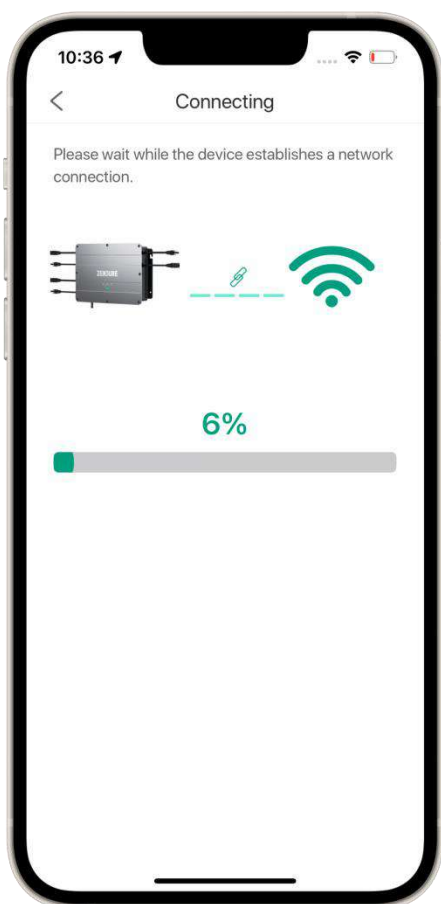 10:36
Connecting
Please wait while the device establishes a network
connection.
6%